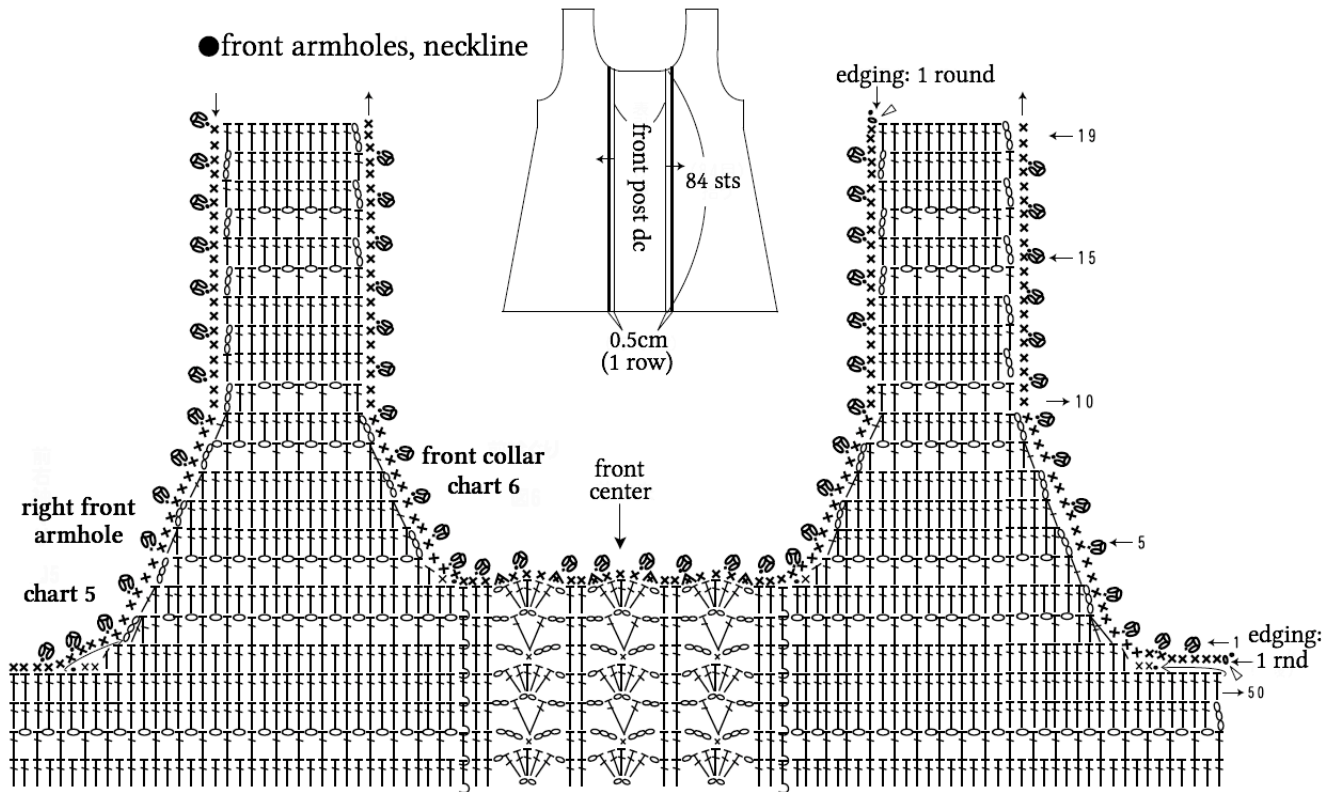 ●front armholes, neckline
edging: 1 round
19
front post dc
84 sts
15
0.5cm
(1 row)
10
front collar
chart 6
front
center
right front
armhole
5
chart 5
1
edging:
1 rnd
50